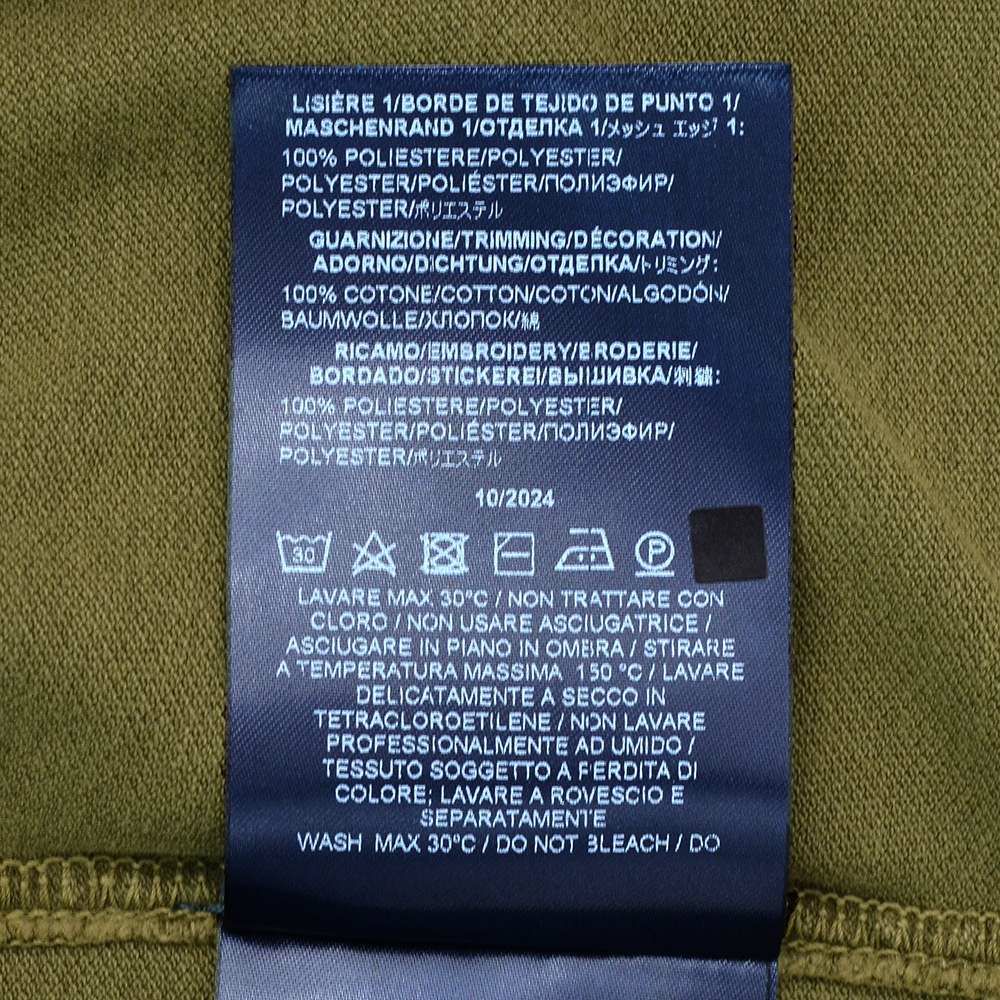 LISIÈRE 1/BORDE DE TEJIDO DE PUNTO 1/
MASCHENRAND 1/ОТДЕЛКА 1/メッシュ エッジ 1:
100% POLIESTERE/POLYESTER/
POLYESTER/POLIÉSTER/ПОЛИЭФИР/
POLYESTER/ポリエステル
GUARNIZIONE/TRIMMING/DÉCORATION/
ADORNO/DICHTUNG/ОТДЕПКА/トリミング:
100% COTONE/COTTON/COTON/ALGODÓN/
BAUMWOLLE/ХЛОПОК/綿
RICAMO/EMBROIDERY/BRODERIE/
BORDADO/STICKEREI/ВЫШИВКА/刺繍:
100% POLIESTERE/POLYESTER/
POLYESTER/POLIÉSTER/ПОЛИЭФИР/
POLYESTER/ポリエステル
10/2024
30 P
LAVARE MAX 30°C / NON TRATTARE CON
CLORO / NON USARE ASCIUGATRICE /
ASCIUGARE IN PIANO IN OMBRA / STIRARE
A TEMPERATURA MASSIMA 150 °C / LAVARE
DELICATAMENTE A SECCO IN
TETRACLOROETILENE / NON LAVARE
PROFESSIONALMENTE AD UMIDO /
TESSUTO SOGGETTO A PERDITA DI
COLORE; LAVARE A ROVESCIO E
SEPARATAMENTE
WASH MAX 30°C / DO NOT BLEACH / DO